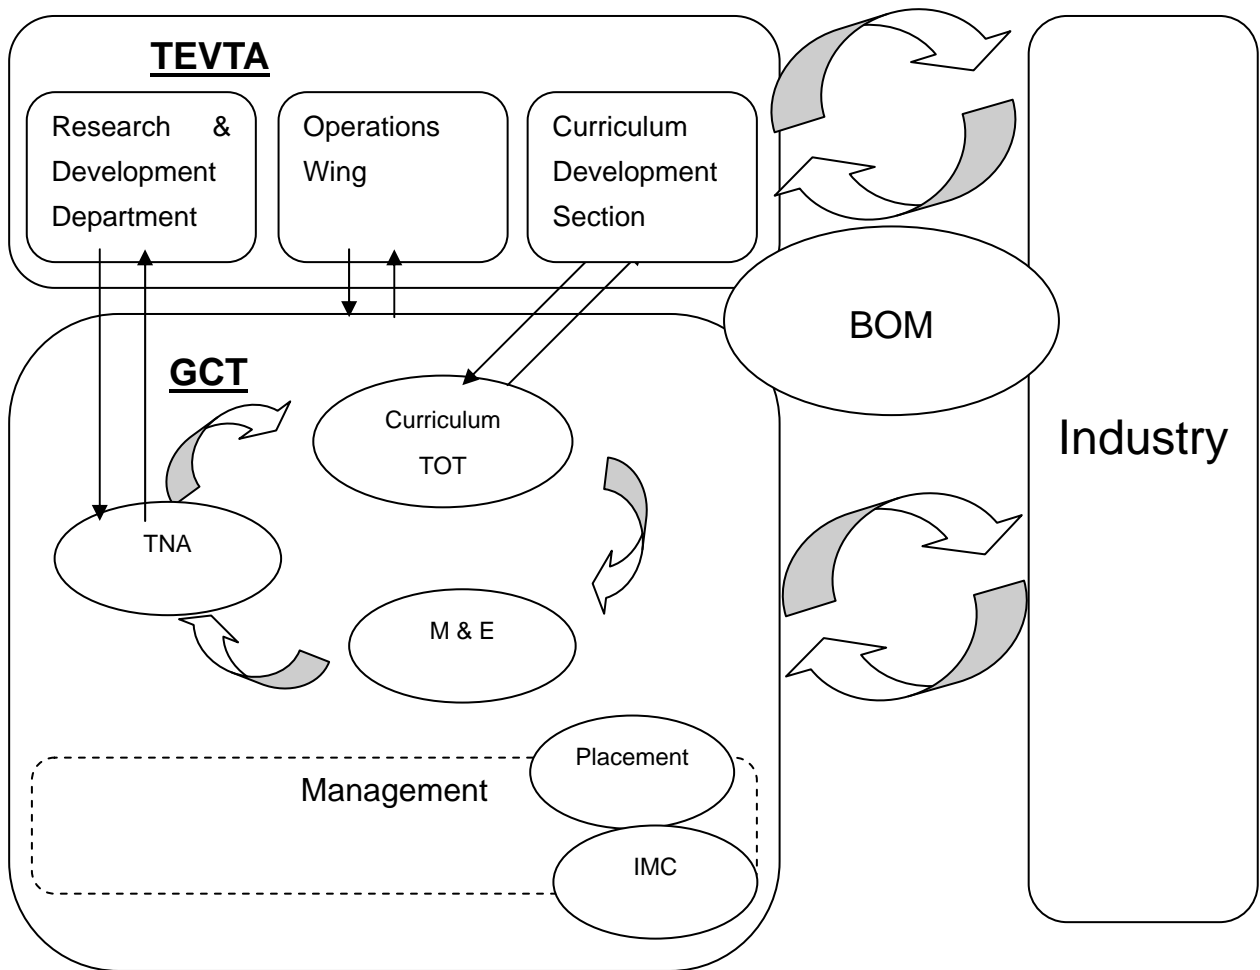 TEVTA
Research &
Development
Department
Operations
Wing
Curriculum
Development
Section
BOM
Industry
GCT
Curriculum
TOT
TNA
M & E
Placement
Management
IMC